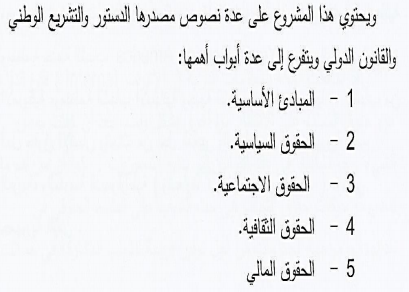 ويحتوي هذا المشروع على عدة نصوص مصدرها الدستور والتشريع الوطني
والقانون الدولي ويتفرع إلى عدة أبواب أهمها:
1 - المبادئ الأساسية.
2 - الحقوق السياسية.
3 - الحقوق الاجتماعية.
4 - الحقوق الثقافية.
5 - الحقوق المالي